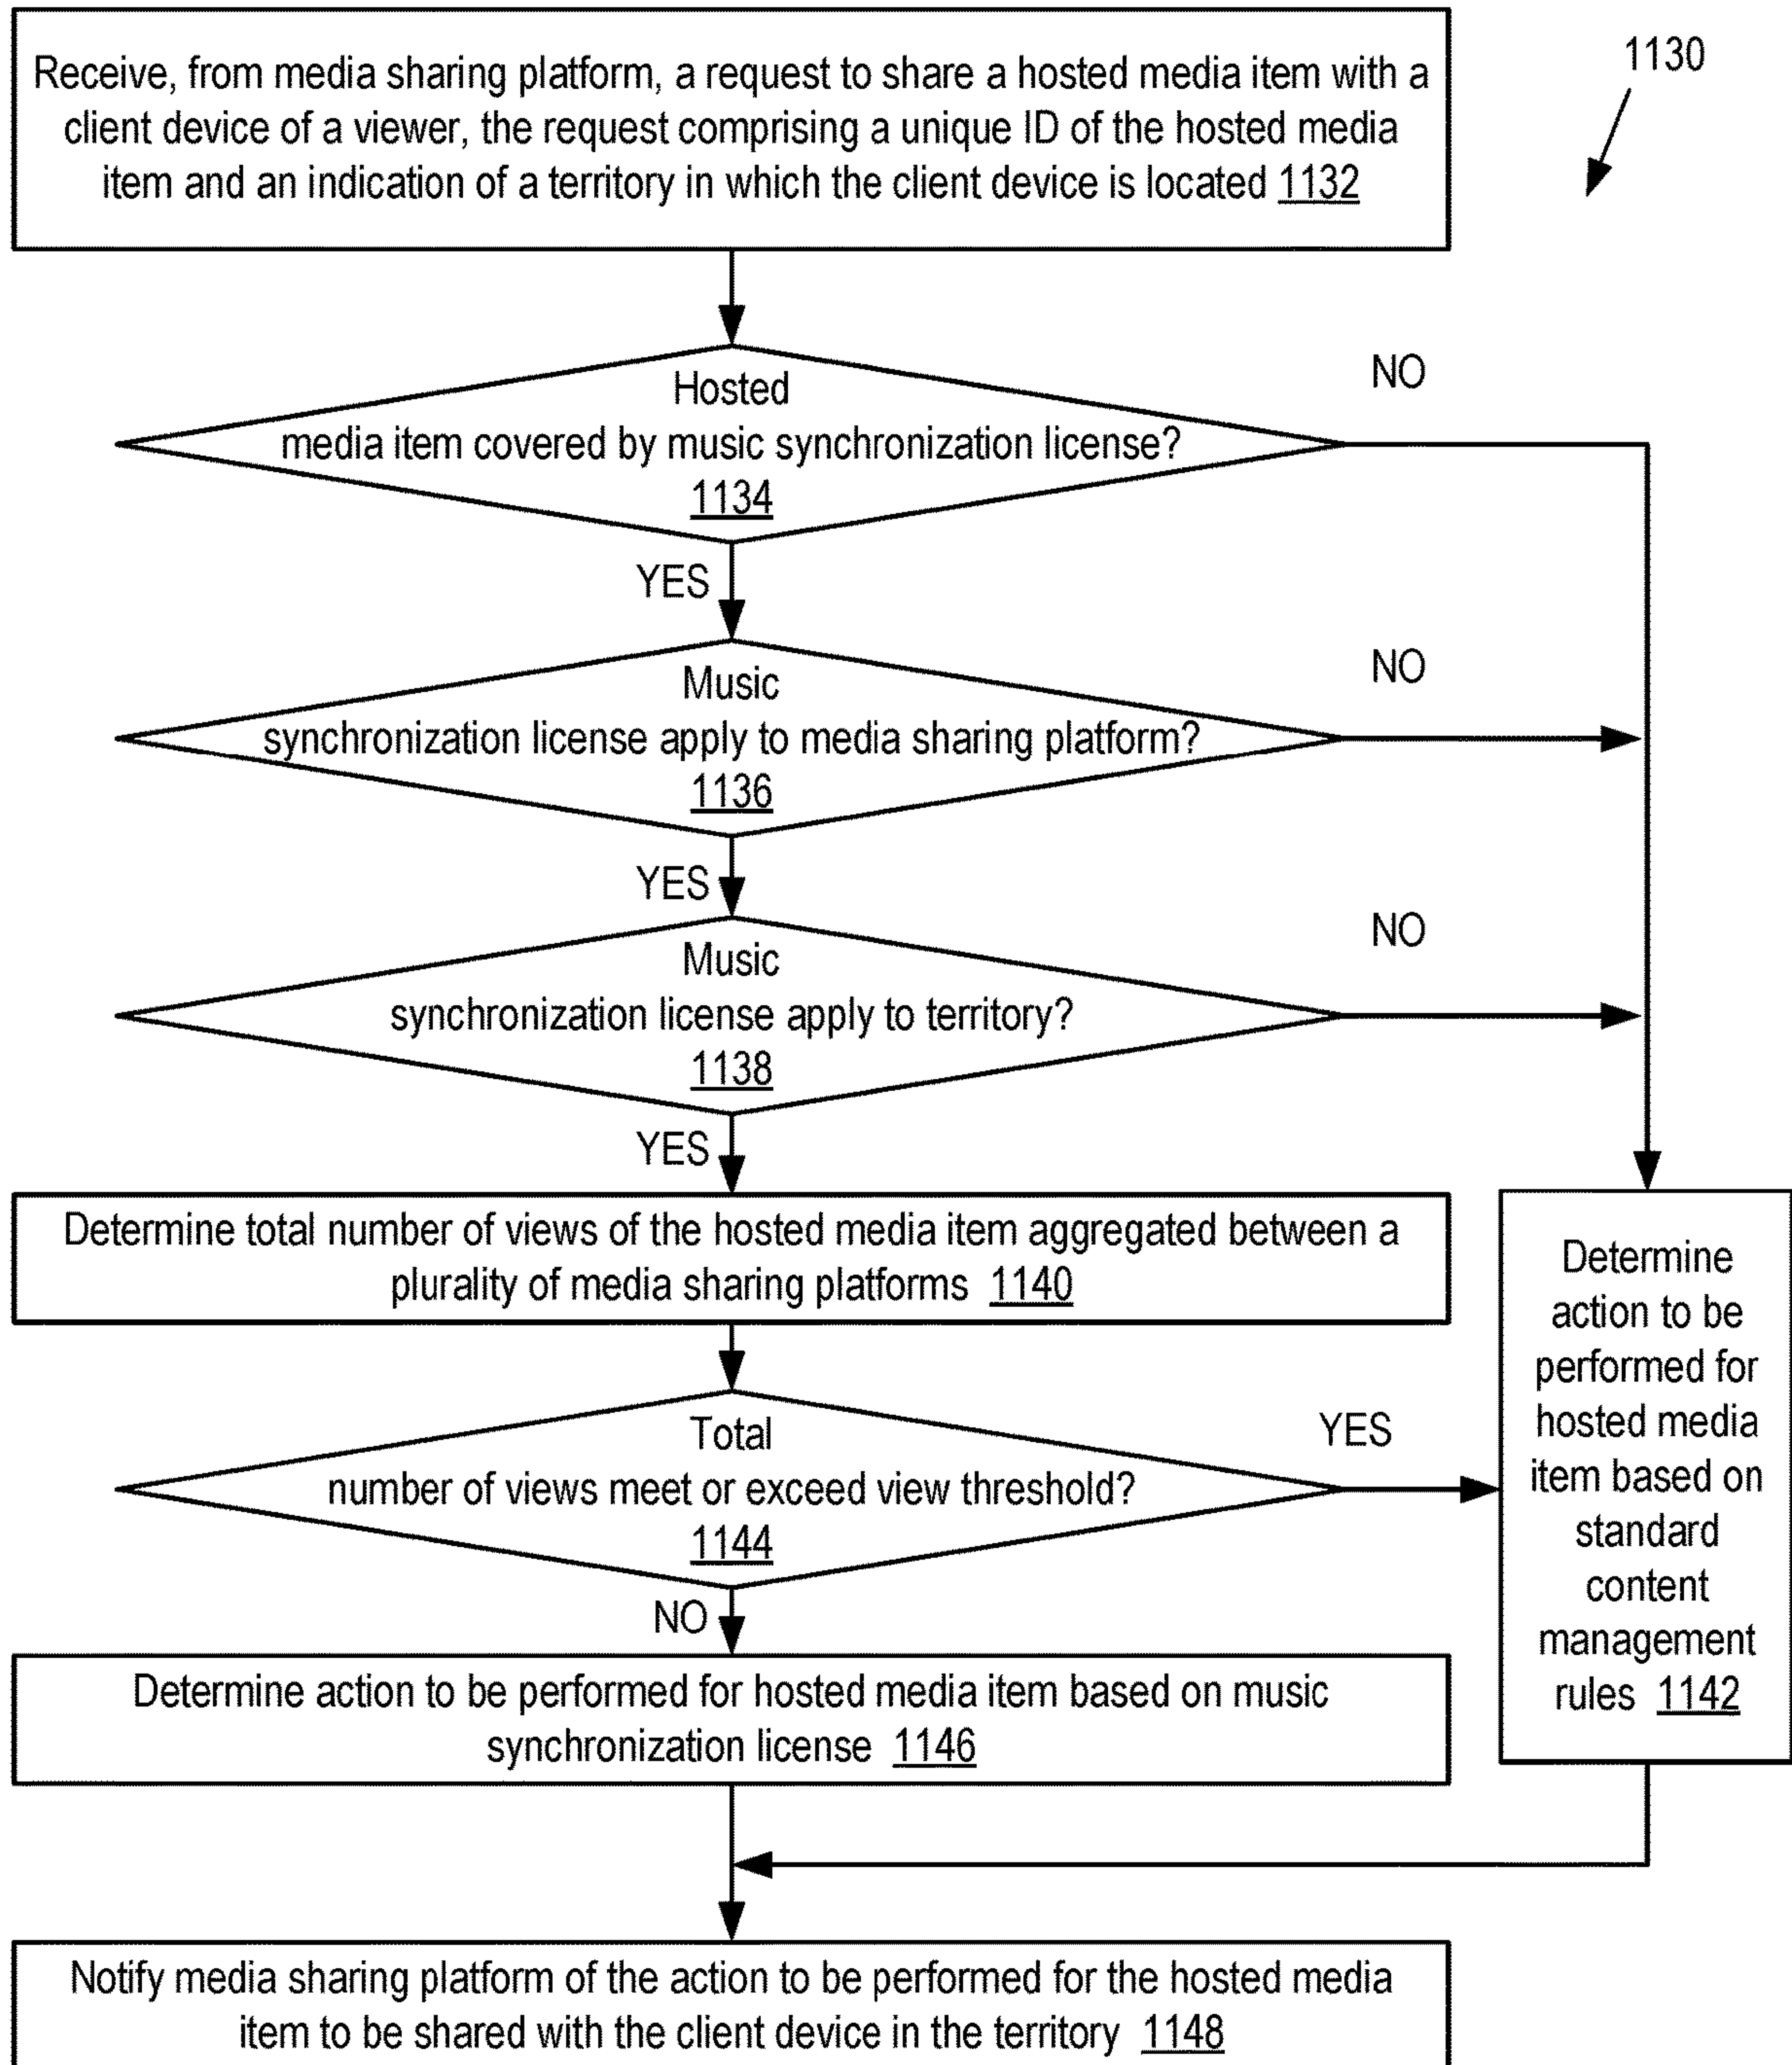 1130
Receive, from media sharing platform, a request to share a hosted media item with a
client device of a viewer, the request comprising a unique ID of the hosted media
item and an indication of a territory in which the client device is located 1132
Hosted
media item covered by music synchronization license?
1134
NO
YES
Music
synchronization license apply to media sharing platform?
1136
NO
YES
Music
synchronization license apply to territory?
1138
NO
YES
Determine total number of views of the hosted media item aggregated between a
plurality of media sharing platforms 1140
Total
number of views meet or exceed view threshold?
1144
YES
NO
Determine
action to be
performed for
hosted media
item based on
standard
content
management
rules 1142
Determine action to be performed for hosted media item based on music
synchronization license 1146
Notify media sharing platform of the action to be performed for the hosted media
item to be shared with the client device in the territory 1148